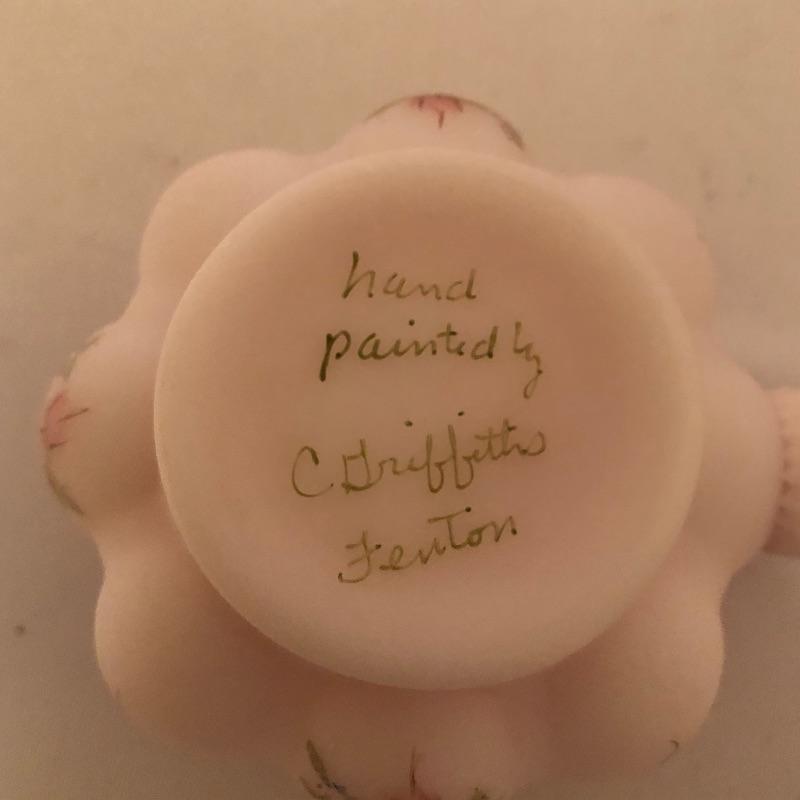 hand
painted by
C Griffiths
Fenton